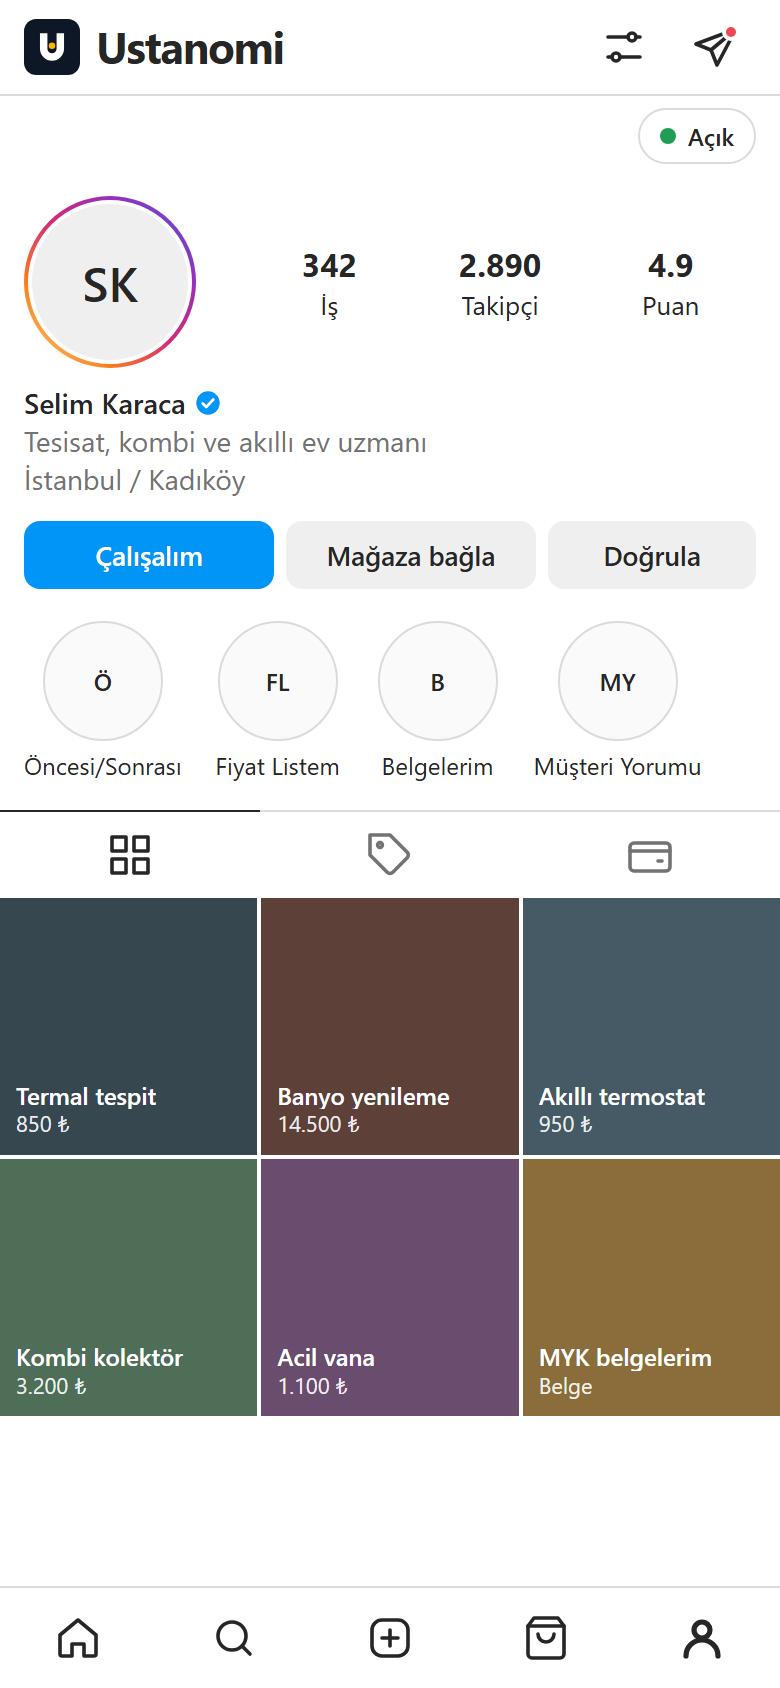 Ustanomi
Açık
SK
342
İş
2.890
Takipçi
4.9
Puan
Selim Karaca
Tesisat, kombi ve akıllı ev uzmanı
İstanbul / Kadıköy
Çalışalım
Mağaza bağla
Doğrula
Ö
Öncesi/Sonrası
FL
Fiyat Listem
B
Belgelerim
MY
Müşteri Yorumu
Termal tespit
850 ₺
Banyo yenileme
14.500 ₺
Akıllı termostat
950 ₺
Kombi kolektör
3.200 ₺
Acil vana
1.100 ₺
MYK belgelerim
Belge